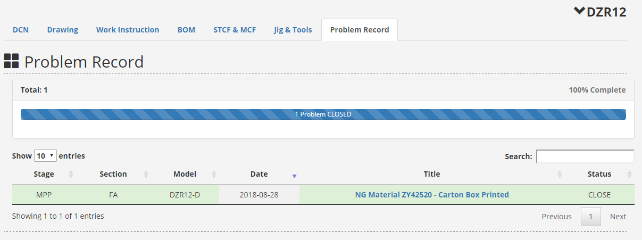 DZR12
DCN Drawing Work Instruction BOM STCF & MCF Jig & Tools Problem Record
Problem Record
Total: 1 100% Complete
1 Problem CLOSED
Show 10 entries Search:
Stage Section Model Date Title Status
MPP FA DZR12-D 2018-08-28 NG Material ZY42520 - Carton Box Printed CLOSE
Showing 1 to 1 of 1 entries Previous 1 Next